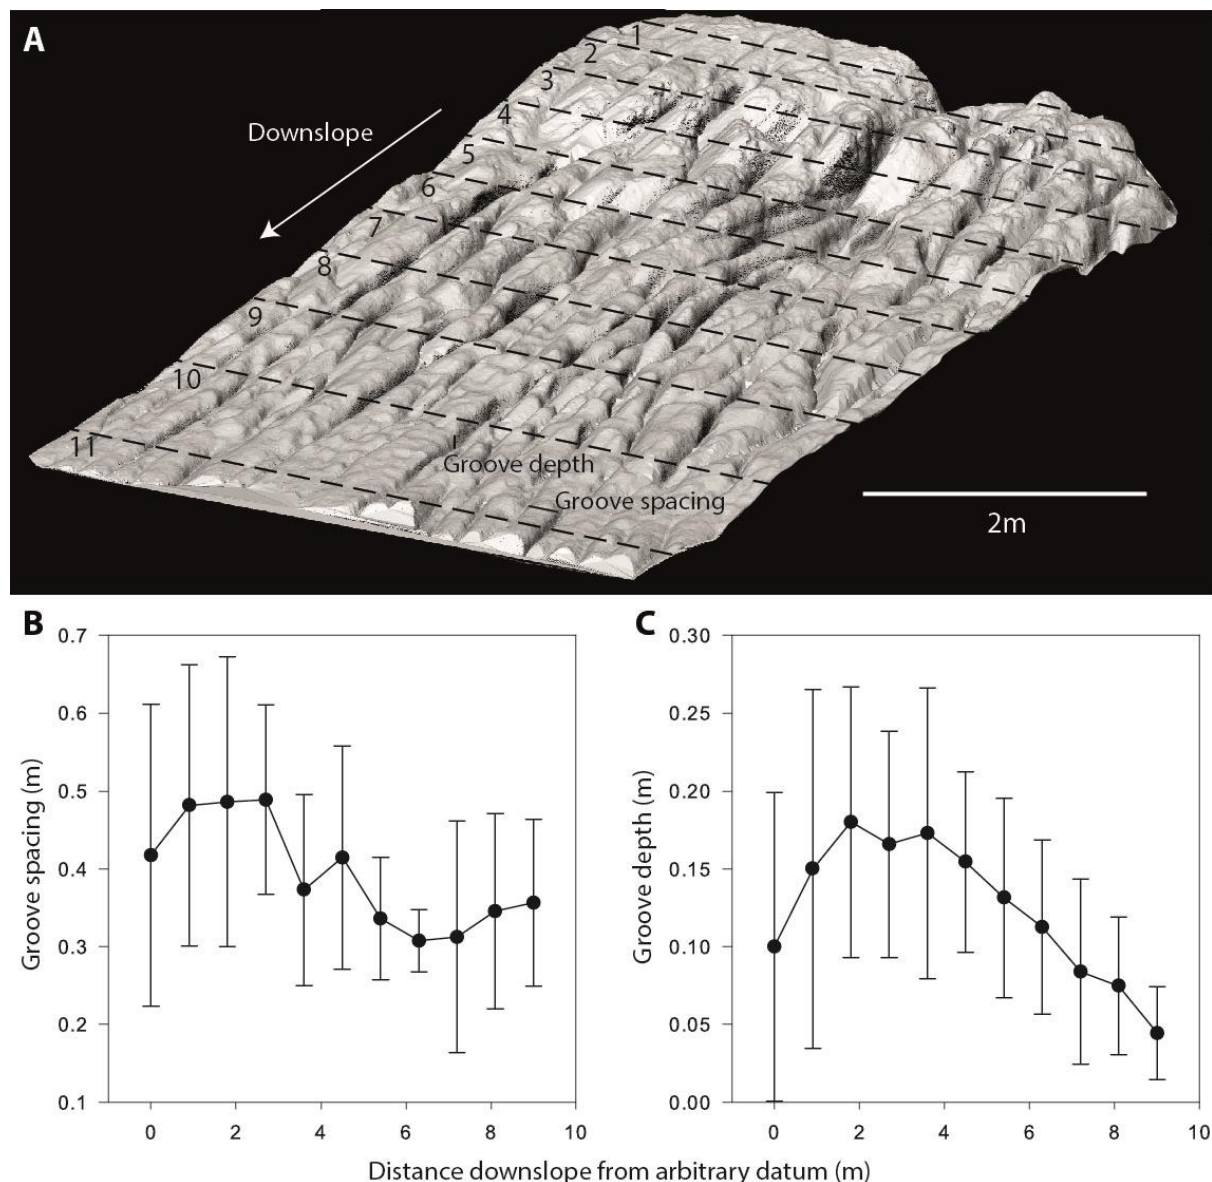 A
1
2
3
4
Downslope
5
6
7
8
9
10
11
Groove depth
Groove spacing
2m
B
C
Groove spacing (m)
0.7
0.6
0.5
0.4
0.3
0.2
0.1
0 2 4 6 8 10
Groove depth (m)
0.30
0.25
0.20
0.15
0.10
0.05
0.00
0 2 4 6 8 10
Distance downslope from arbitrary datum (m)